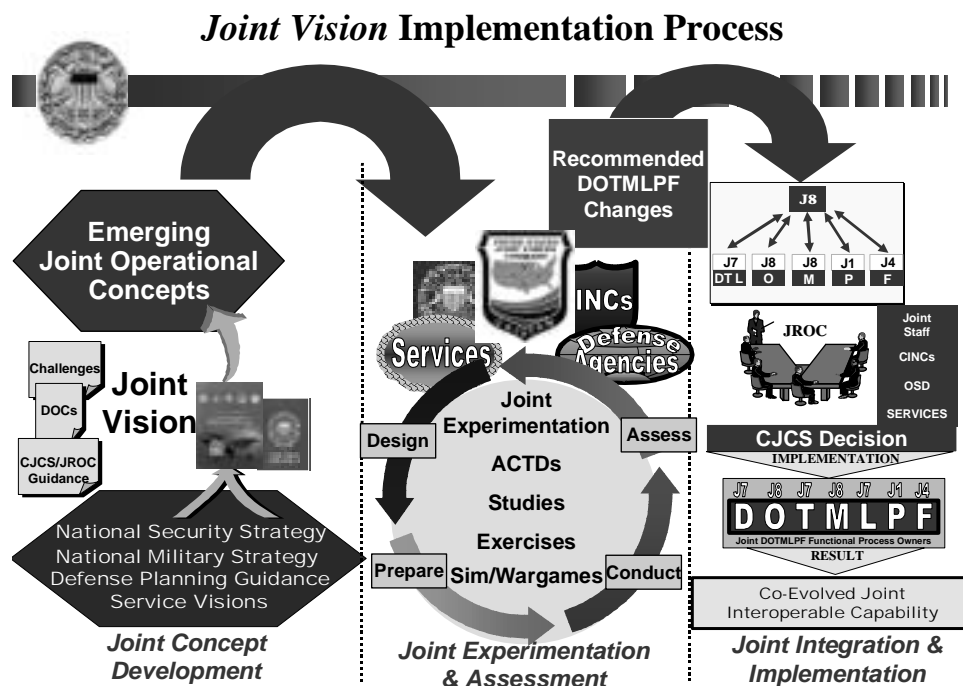 Joint Vision Implementation Process
Emerging
Joint Operational
Concepts
Challenges
DOCs
CJCS/JROC
Guidance
Joint
Vision
National Security Strategy
National Military Strategy
Defense Planning Guidance
Service Visions
Joint Concept
Development
Services
CINCs
Defense
Agencies
Design
Assess
Prepare
Conduct
Joint
Experimentation
ACTDs
Studies
Exercises
Sim/Wargames
Joint Experimentation
& Assessment
Recommended
DOTMLPF
Changes
J8
J7 J8 J8 J1 J4
DTL O M P F
JROC
Joint
Staff
CINCs
OSD
SERVICES
CJCS Decision
IMPLEMENTATION
J7 J8 J7 J8 J7 J1 J4
DOTMLPF
Joint DOTMLPF Functional Process Owners
RESULT
Co-Evolved Joint
Interoperable Capability
Joint Integration &
Implementation